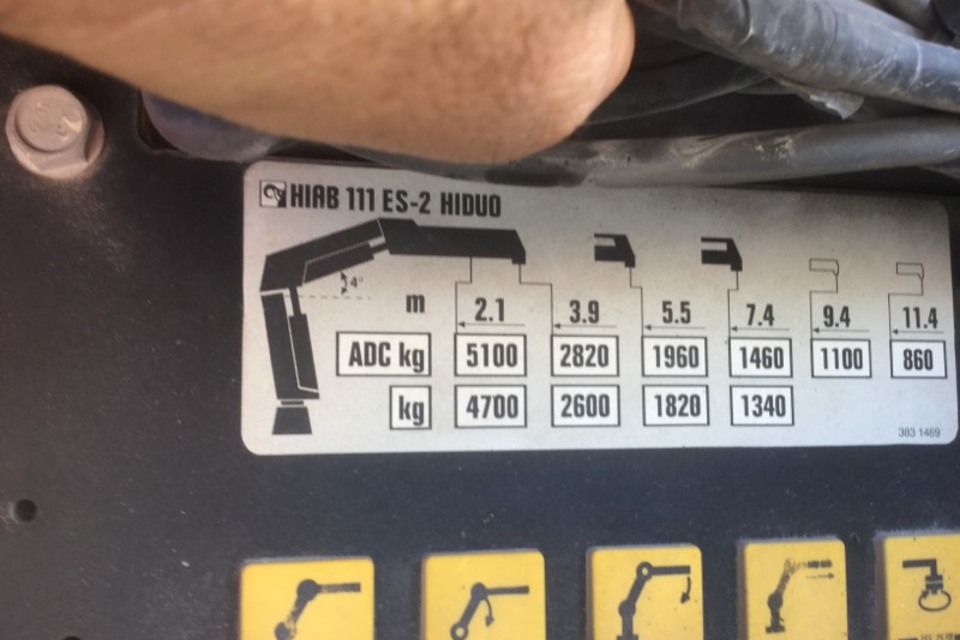 HIAB 111 ES-2 HIDUO
4°
m 2.1 3.9 5.5 7.4 9.4 11.4
ADC kg 5100 2820 1960 1460 1100 860
kg 4700 2600 1820 1340
383 1469